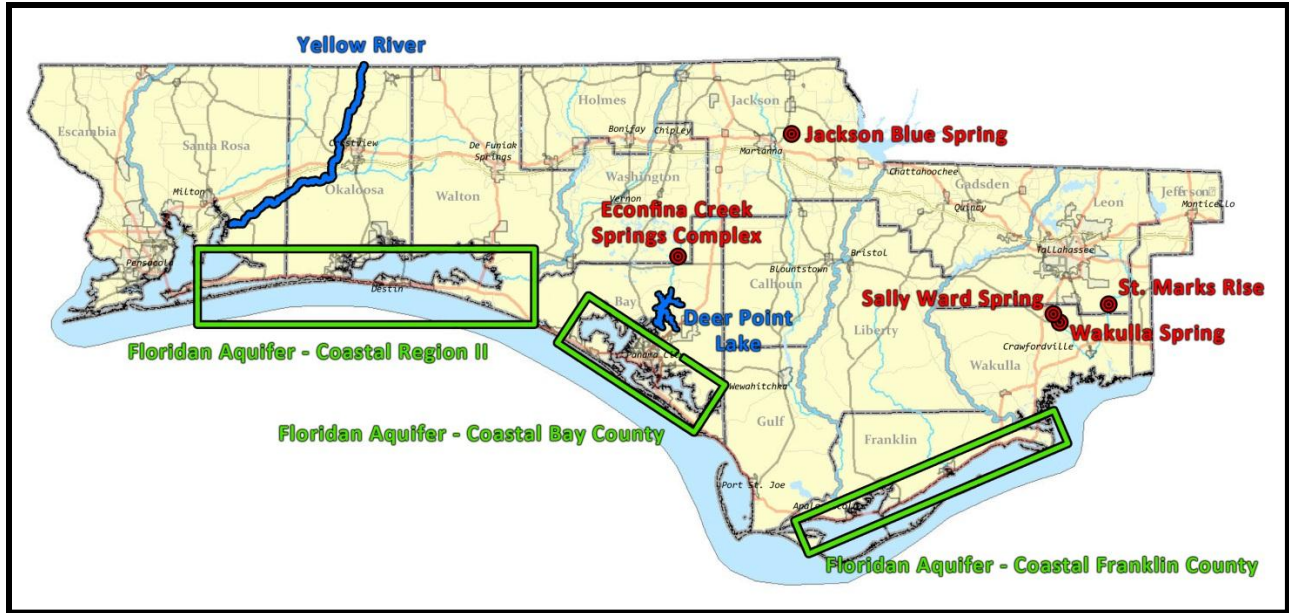 Yellow River
Holmes
Jackson
Escambia
Santa Rosa
Bonifay
Chipley
Jackson Blue Spring
Crestview
De Funiak
Springs
Marianna
Okaloosa
Walton
Washington
Vernon
Chattahoochee
Gadsden
Leon
Jefferson
Milton
Quincy
Monticello
Econfina Creek
Springs Complex
Tallahassee
Pensacola
Bristol
Blountstown
Calhoun
Destin
Bay
Sally Ward Spring
St. Marks Rise
Deer Point
Lake
Liberty
Wakulla Spring
Floridan Aquifer - Coastal Region II
Panama City
Crawfordville
Wakulla
Wewahitchka
Floridan Aquifer - Coastal Bay County
Gulf
Franklin
Port St. Joe
Apalachicola
Floridan Aquifer - Coastal Franklin County